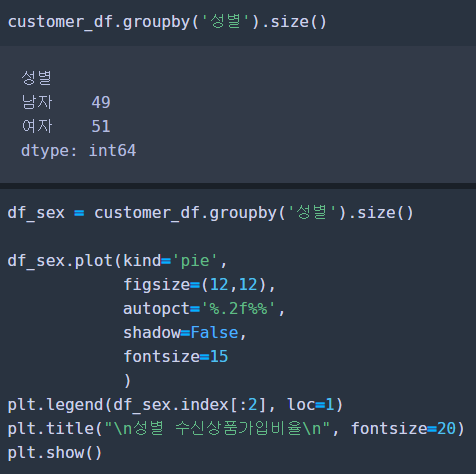 customer_df.groupby('성별').size()
성별
남자    49
여자    51
dtype: int64
df_sex = customer_df.groupby('성별').size()
df_sex.plot(kind='pie',
            figsize=(12,12),
            autopct='%.2f%%',
            shadow=False,
            fontsize=15
            )
plt.legend(df_sex.index[:2], loc=1)
plt.title("\n성별 수신상품가입비율\n", fontsize=20)
plt.show()